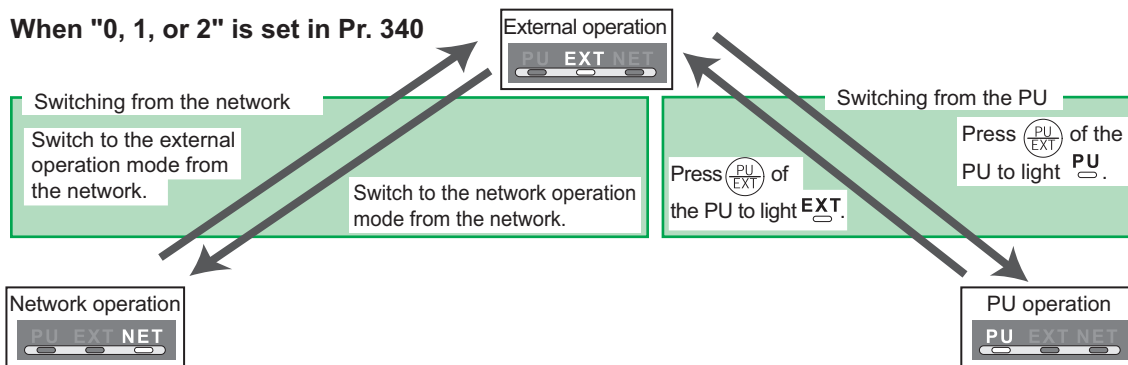 When "0, 1, or 2" is set in Pr. 340
External operation
PU EXT NET
Switching from the network
Switch to the external
operation mode from
the network.
Switch to the network operation
mode from the network.
Switching from the PU
Press PU/EXT of the
PU to light PU.
Press PU/EXT of
the PU to light EXT.
Network operation
PU EXT NET
PU operation
PU EXT NET